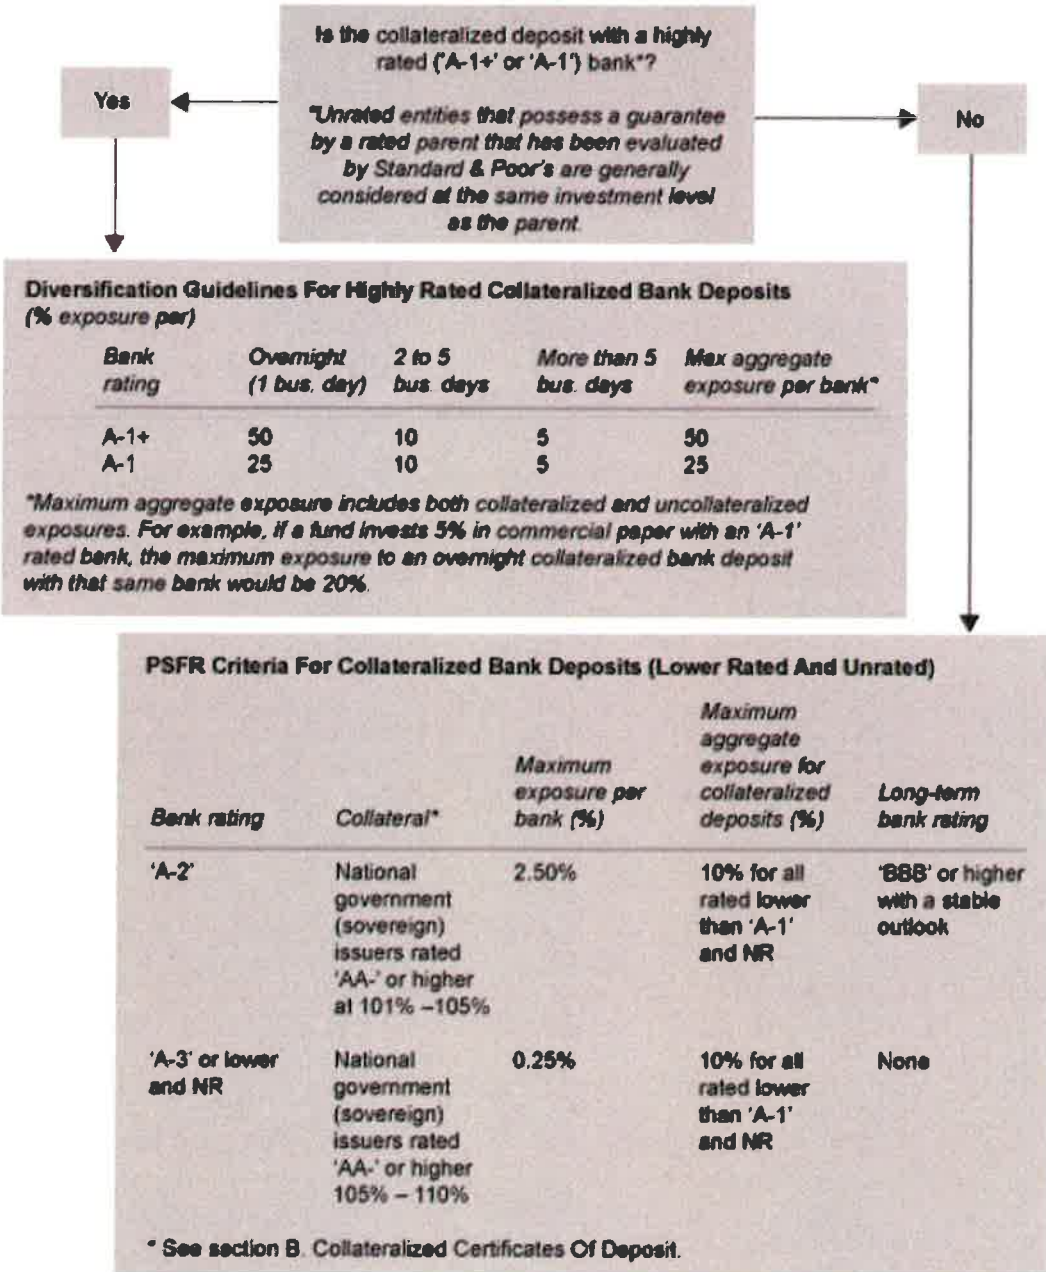 Is the collateralized deposit with a highly
rated ('A-1+' or 'A-1') bank*?
*Unrated entities that possess a guarantee
by a rated parent that has been evaluated
by Standard & Poor's are generally
considered at the same investment level
as the parent.
Yes
No
Diversification Guidelines For Highly Rated Collateralized Bank Deposits
(% exposure per)
Bank rating Overnight (1 bus. day) 2 to 5 bus. days More than 5 bus. days Max aggregate exposure per bank*
A-1+ 50 10 5 50
A-1 25 10 5 25
*Maximum aggregate exposure includes both collateralized and uncollateralized
exposures. For example, if a fund invests 5% in commercial paper with an 'A-1'
rated bank, the maximum exposure to an overnight collateralized bank deposit
with that same bank would be 20%.
PSFR Criteria For Collateralized Bank Deposits (Lower Rated And Unrated)
Bank rating
Collateral*
Maximum
exposure per
bank (%)
Maximum
aggregate
exposure for
collateralized
deposits (%)
Long-term
bank rating
'A-2'
National
government
(sovereign)
issuers rated
'AA-' or higher
at 101% –105%
2.50%
10% for all
rated lower
than 'A-1'
and NR
'BBB' or higher
with a stable
outlook
'A-3' or lower
and NR
National
government
(sovereign)
issuers rated
'AA-' or higher
105% – 110%
0.25%
10% for all
rated lower
than 'A-1'
and NR
None
* See section B. Collateralized Certificates Of Deposit.